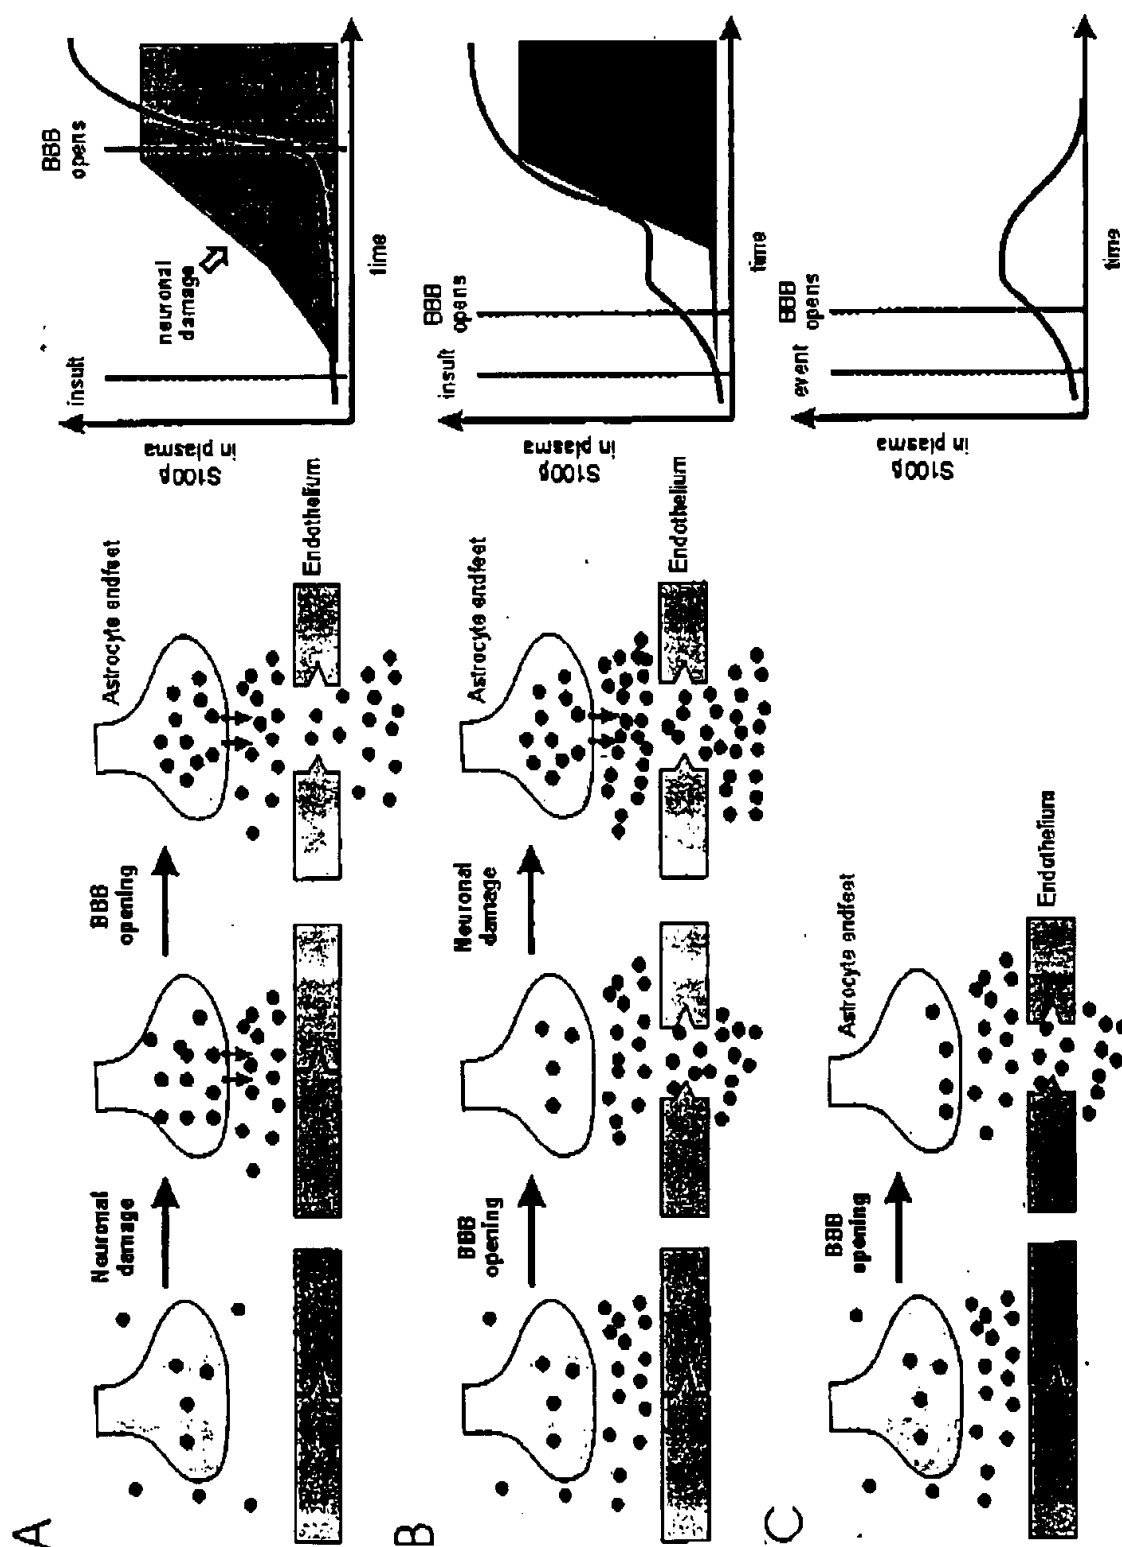 A
Neuronal
damage
BBB
opening
Astrocyte endfeet
Endothelium
S100β
in plasma
insult
neuronal
damage
BBB
opens
time
B
BBB
opening
Neuronal
damage
Astrocyte endfeet
Endothelium
S100β
in plasma
insult
BBB
opens
time
C
BBB
opening
Astrocyte endfeet
Endothelium
S100β
in plasma
event
BBB
opens
time